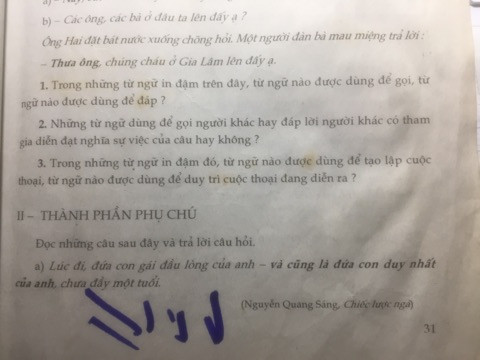 b) – Các ông, các bà ở đâu ta lên đấy ạ ?
Ông Hai đặt bát nước xuống chõng hỏi. Một người đàn bà mau miệng trả lời :
– Thưa ông, chúng cháu ở Gia Lâm lên đấy ạ.
1. Trong những từ ngữ in đậm trên đây, từ ngữ nào được dùng để gọi, từ
ngữ nào được dùng để đáp ?
2. Những từ ngữ dùng để gọi người khác hay đáp lời người khác có tham
gia diễn đạt nghĩa sự việc của câu hay không ?
3. Trong những từ ngữ in đậm đó, từ ngữ nào được dùng để tạo lập cuộc
thoại, từ ngữ nào được dùng để duy trì cuộc thoại đang diễn ra ?
II – THÀNH PHẦN PHỤ CHÚ
Đọc những câu sau đây và trả lời câu hỏi.
a) Lúc đi, đứa con gái đầu lòng của anh – và cũng là đứa con duy nhất
của anh, chưa đầy một tuổi.
(Nguyễn Quang Sáng, Chiếc lược ngà)
31